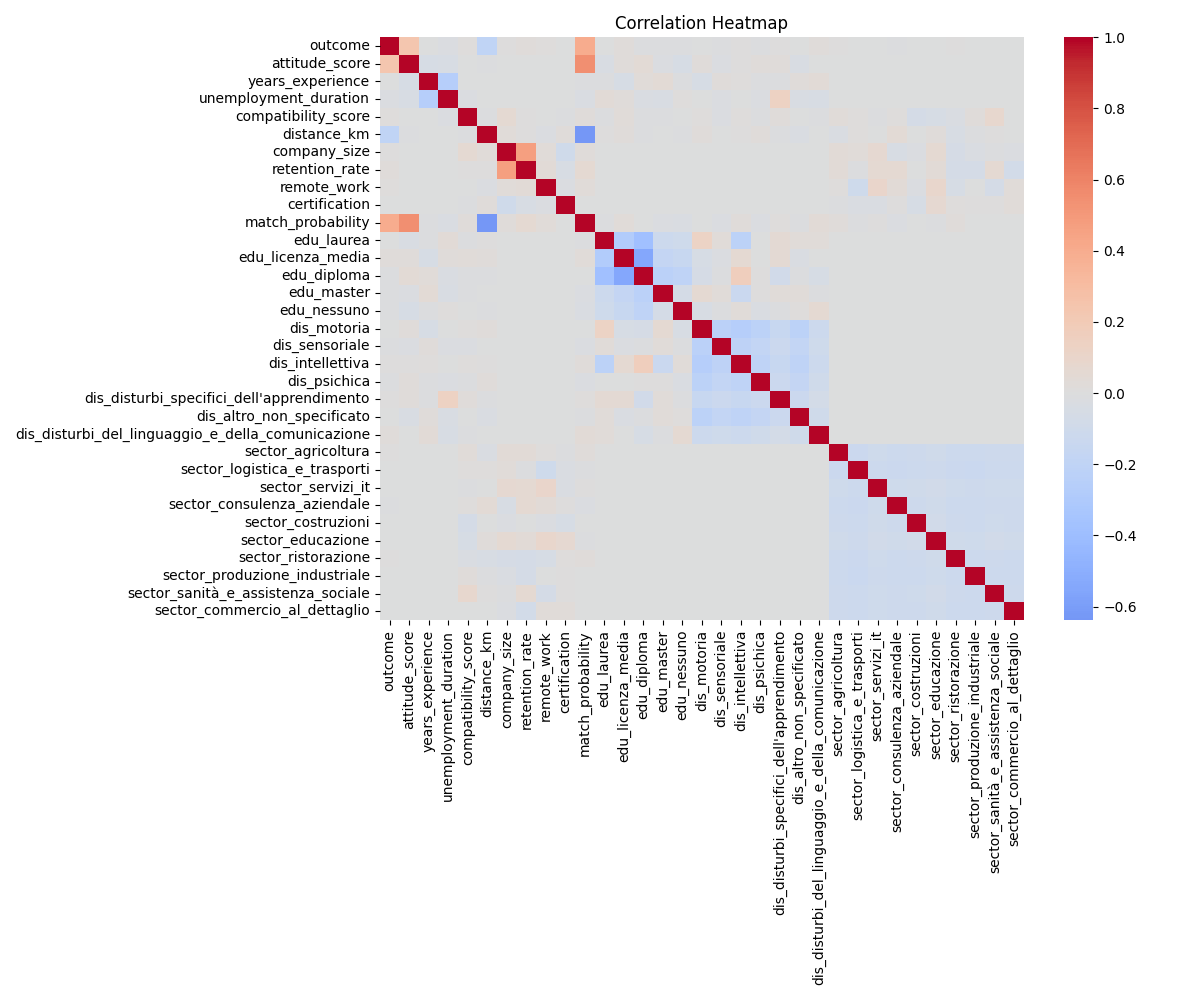 Correlation Heatmap
outcome
attitude_score
years_experience
unemployment_duration
compatibility_score
distance_km
company_size
retention_rate
remote_work
certification
match_probability
edu_laurea
edu_licenza_media
edu_diploma
edu_master
edu_nessuno
dis_motoria
dis_sensoriale
dis_intellettiva
dis_psichica
dis_disturbi_specifici_dell'apprendimento
dis_altro_non_specificato
dis_disturbi_del_linguaggio_e_della_comunicazione
sector_agricoltura
sector_logistica_e_trasporti
sector_servizi_it
sector_consulenza_aziendale
sector_costruzioni
sector_educazione
sector_ristorazione
sector_produzione_industriale
sector_sanità_e_assistenza_sociale
sector_commercio_al_dettaglio
outcome
attitude_score
years_experience
unemployment_duration
compatibility_score
distance_km
company_size
retention_rate
remote_work
certification
match_probability
edu_laurea
edu_licenza_media
edu_diploma
edu_master
edu_nessuno
dis_motoria
dis_sensoriale
dis_intellettiva
dis_psichica
dis_disturbi_specifici_dell'apprendimento
dis_altro_non_specificato
dis_disturbi_del_linguaggio_e_della_comunicazione
sector_agricoltura
sector_logistica_e_trasporti
sector_servizi_it
sector_consulenza_aziendale
sector_costruzioni
sector_educazione
sector_ristorazione
sector_produzione_industriale
sector_sanità_e_assistenza_sociale
sector_commercio_al_dettaglio
1.0
0.8
0.6
0.4
0.2
0.0
−0.2
−0.4
−0.6